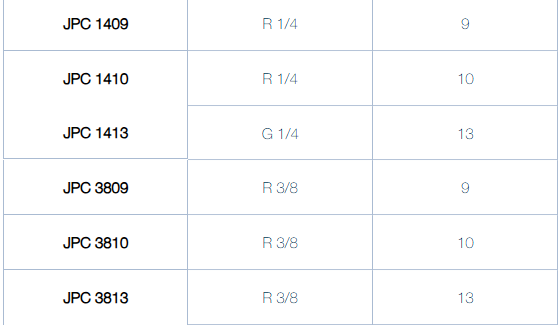 JPC 1409 R 1/4 9
JPC 1410 R 1/4 10
JPC 1413 G 1/4 13
JPC 3809 R 3/8 9
JPC 3810 R 3/8 10
JPC 3813 R 3/8 13